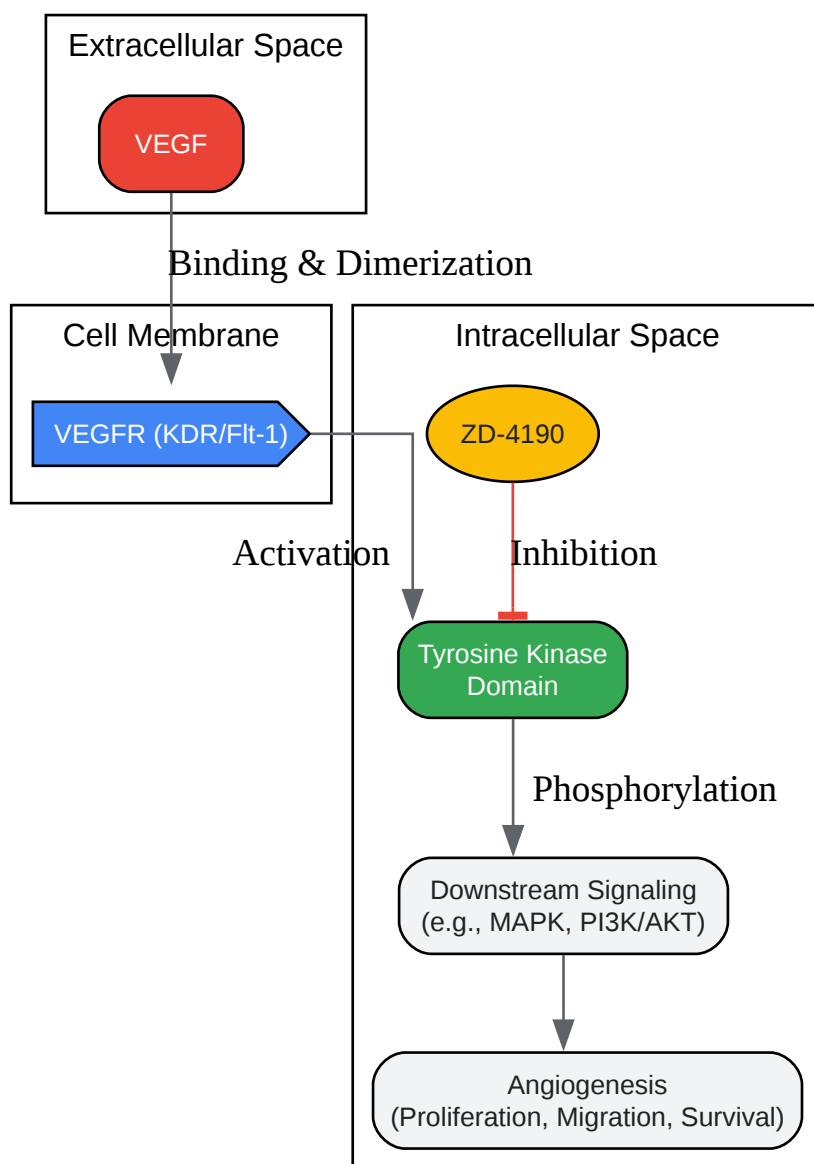 Extracellular Space
VEGF
Binding & Dimerization
Cell Membrane
VEGFR (KDR/Flt-1)
Intracellular Space
ZD-4190
Activation
Inhibition
Tyrosine Kinase
Domain
Phosphorylation
Downstream Signaling
(e.g., MAPK, PI3K/AKT)
Angiogenesis
(Proliferation, Migration, Survival)